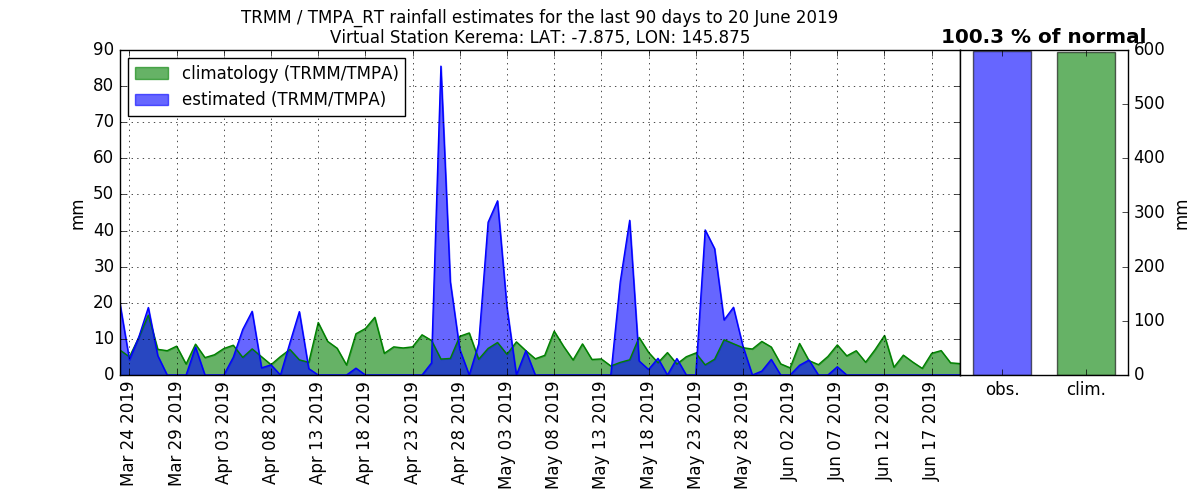 TRMM / TMPA_RT rainfall estimates for the last 90 days to 20 June 2019
Virtual Station Kerema: LAT: -7.875, LON: 145.875
100.3 % of normal
climatology (TRMM/TMPA)
estimated (TRMM/TMPA)
90
80
70
60
50
40
30
20
10
0
mm
Mar 24 2019
Mar 29 2019
Apr 03 2019
Apr 08 2019
Apr 13 2019
Apr 18 2019
Apr 23 2019
Apr 28 2019
May 03 2019
May 08 2019
May 13 2019
May 18 2019
May 23 2019
May 28 2019
Jun 02 2019
Jun 07 2019
Jun 12 2019
Jun 17 2019
600
500
400
300
200
100
0
mm
obs.
clim.